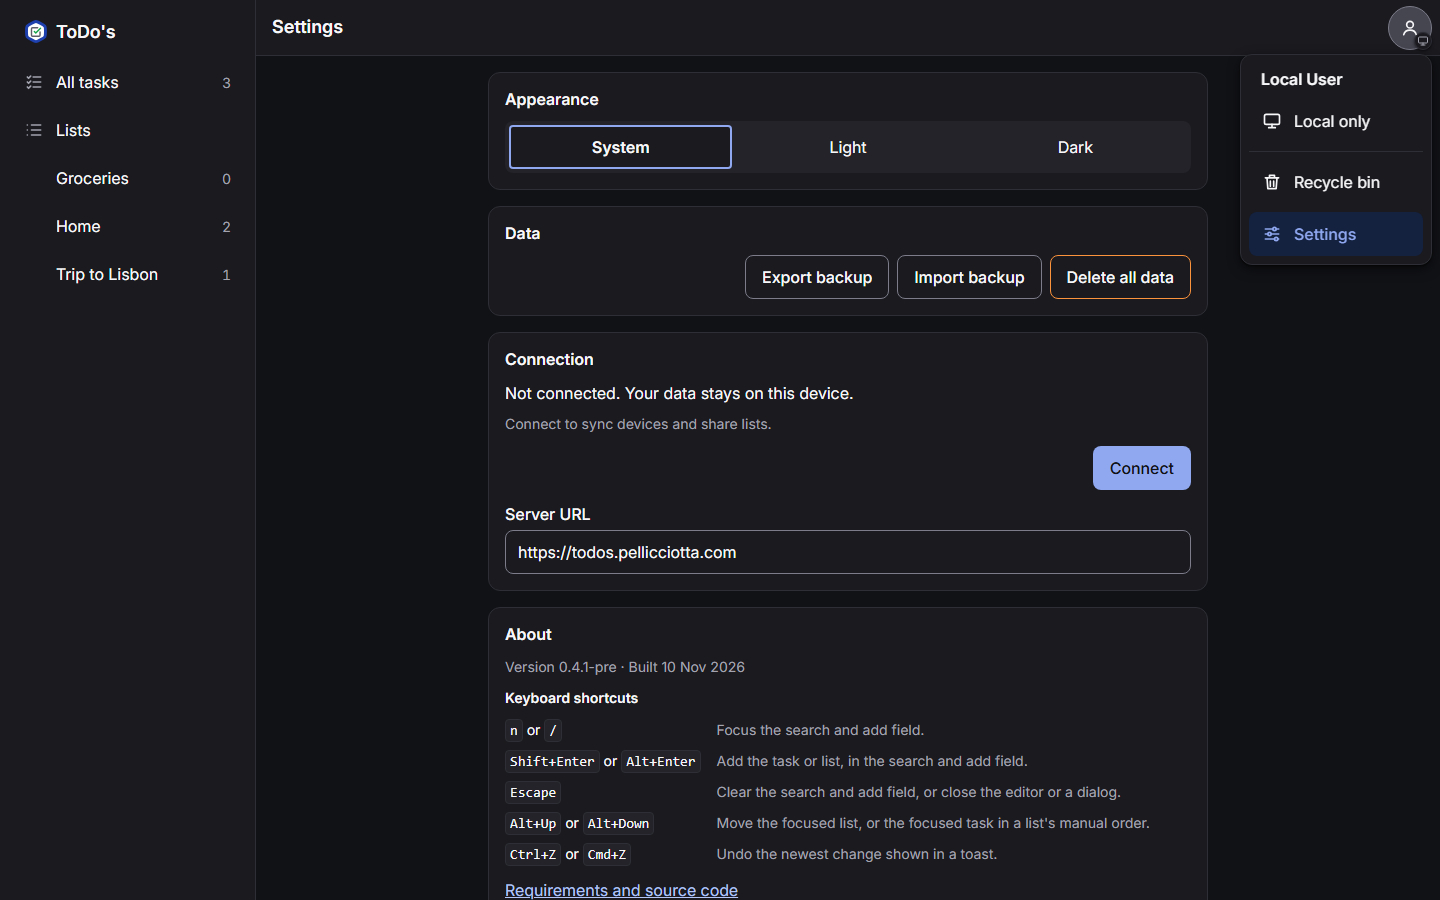 ToDo's
All tasks 3
Lists
Groceries 0
Home 2
Trip to Lisbon 1
Settings
Local User
Local only
Recycle bin
Settings
Appearance
System Light Dark
Data
Export backup Import backup Delete all data
Connection
Not connected. Your data stays on this device.
Connect to sync devices and share lists.
Connect
Server URL
https://todos.pellicciotta.com
About
Version 0.4.1-pre · Built 10 Nov 2026
Keyboard shortcuts
n or / Focus the search and add field.
Shift+Enter or Alt+Enter Add the task or list, in the search and add field.
Escape Clear the search and add field, or close the editor or a dialog.
Alt+Up or Alt+Down Move the focused list, or the focused task in a list's manual order.
Ctrl+Z or Cmd+Z Undo the newest change shown in a toast.
Requirements and source code